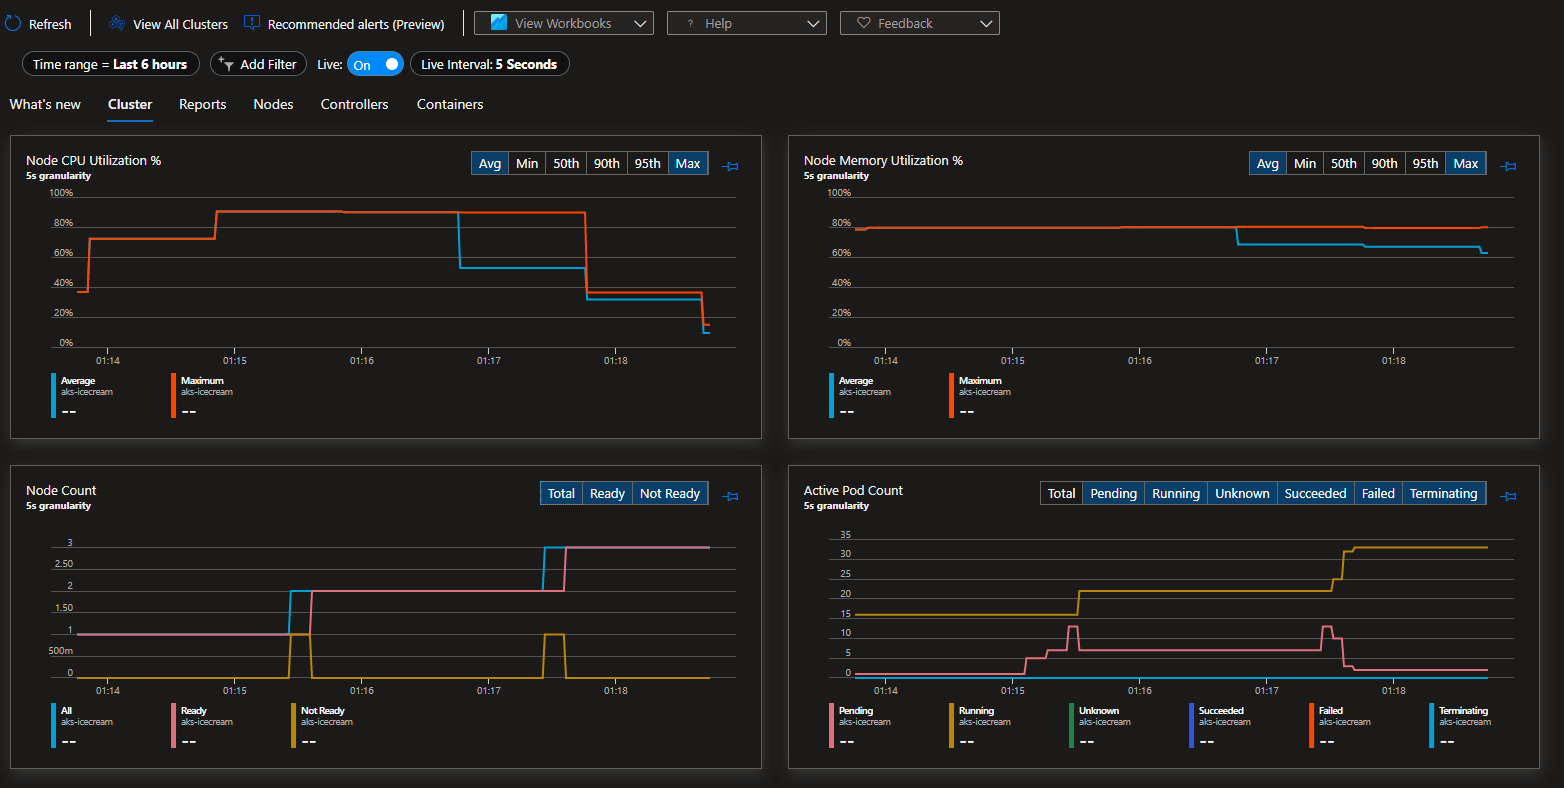 Refresh View All Clusters Recommended alerts (Preview) View Workbooks ? Help Feedback
Time range = Last 6 hours Add Filter Live: On Live Interval: 5 Seconds
What's new Cluster Reports Nodes Controllers Containers
Node CPU Utilization % Avg Min 50th 90th 95th Max
5s granularity
100%
80%
60%
40%
20%
0%
01:14 01:15 01:16 01:17 01:18
Average Maximum
aks-icecream aks-icecream
-- --
Node Memory Utilization % Avg Min 50th 90th 95th Max
5s granularity
100%
80%
60%
40%
20%
0%
01:14 01:15 01:16 01:17 01:18
Average Maximum
aks-icecream aks-icecream
-- --
Node Count Total Ready Not Ready
5s granularity
3
2.50
2
1.50
1
500m
0
01:14 01:15 01:16 01:17 01:18
All Ready Not Ready
aks-icecream aks-icecream aks-icecream
-- -- --
Active Pod Count Total Pending Running Unknown Succeeded Failed Terminating
5s granularity
35
30
25
20
15
10
5
0
01:14 01:15 01:16 01:17 01:18
Pending Running Unknown Succeeded Failed Terminating
aks-icecream aks-icecream aks-icecream aks-icecream aks-icecream aks-icecream
-- -- -- -- -- --